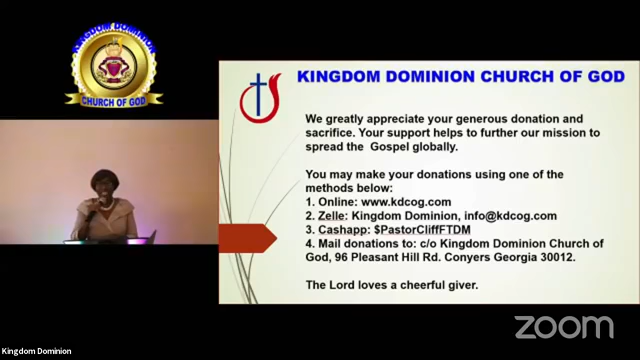 KINGDOM DOMINION
CHURCH OF GOD
KINGDOM DOMINION CHURCH OF GOD
We greatly appreciate your generous donation and
sacrifice. Your support helps to further our mission to
spread the Gospel globally.
You may make your donations using one of the
methods below:
1. Online: www.kdcog.com
2. Zelle: Kingdom Dominion, info@kdcog.com
3. Cashapp: $PastorCliffFTDM
4. Mail donations to: c/o Kingdom Dominion Church of
God, 96 Pleasant Hill Rd. Conyers Georgia 30012.
The Lord loves a cheerful giver.
zoom
Kingdom Dominion